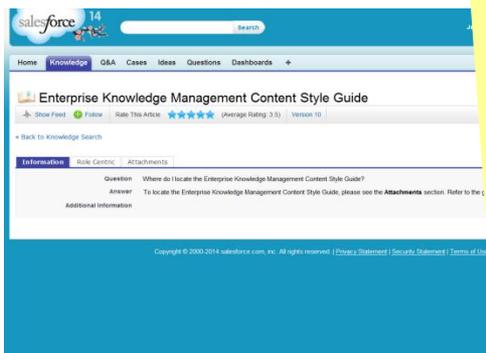 salesforce
14
Search
Home Knowledge Q&A Cases Ideas Questions Dashboards +
Enterprise Knowledge Management Content Style Guide
Show Feed Follow Rate This Article (Average Rating: 3.5) Version 10
« Back to Knowledge Search
Information Role Centric Attachments
Question Where do I locate the Enterprise Knowledge Management Content Style Guide?
Answer To locate the Enterprise Knowledge Management Content Style Guide, please see the Attachments section. Refer to the
Additional Information
Copyright © 2000-2014 salesforce.com, inc. All rights reserved. | Privacy Statement | Security Statement | Terms of